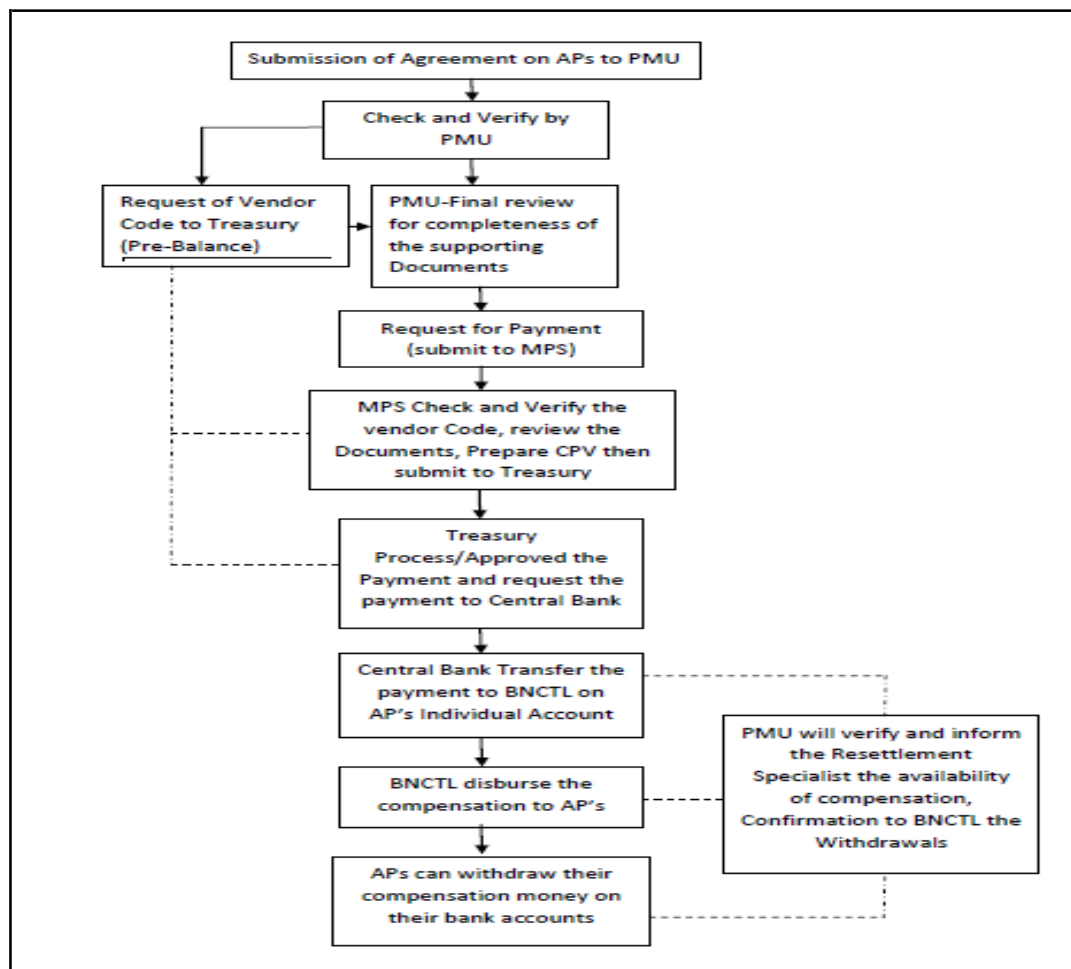 Submission of Agreement on APs to PMU
Check and Verify by
PMU
Request of Vendor
Code to Treasury
(Pre-Balance)
PMU-Final review
for completeness of
the supporting
Documents
Request for Payment
(submit to MPS)
MPS Check and Verify the
vendor Code, review the
Documents, Prepare CPV then
submit to Treasury
Treasury
Process/Approved the
Payment and request the
payment to Central Bank
Central Bank Transfer the
payment to BNCTL on
AP's Individual Account
PMU will verify and inform
the Resettlement
Specialist the availability
of compensation,
Confirmation to BNCTL the
Withdrawals
BNCTL disburse the
compensation to AP's
APs can withdraw their
compensation money on
their bank accounts